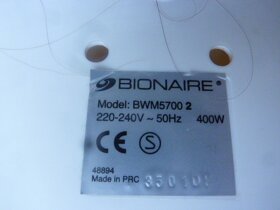 BIONAIRE
Model: BWM5700 2
220-240V ~ 50Hz 400W
CE S
48894
Made in PRC